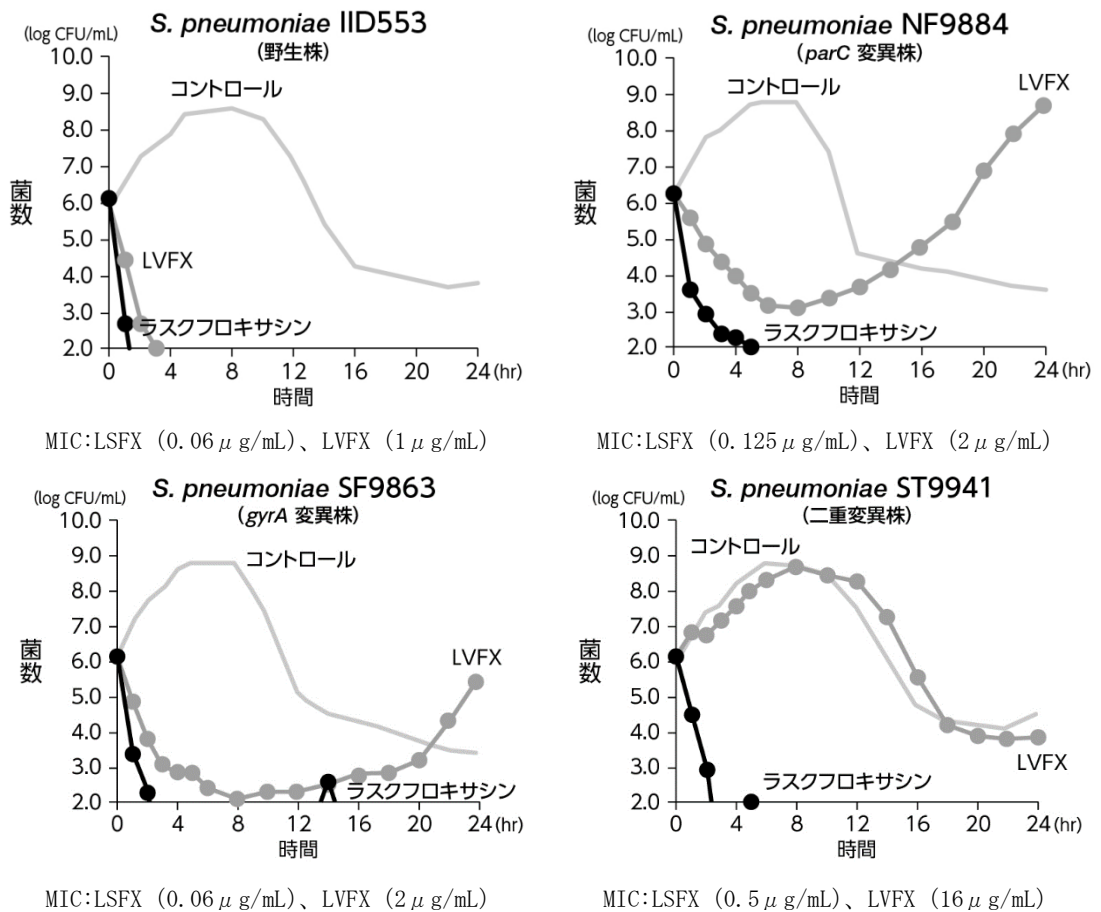 S. pneumoniae IID553
(野生株)
(log CFU/mL)
10.0
9.0
8.0
7.0
6.0
5.0
4.0
3.0
2.0
菌数
コントロール
LVFX
ラスクフロキサシン
0 4 8 12 16 20 24 (hr)
時間
MIC:LSFX (0.06μg/mL)、LVFX (1μg/mL)
S. pneumoniae NF9884
(parC 変異株)
(log CFU/mL)
10.0
9.0
8.0
7.0
6.0
5.0
4.0
3.0
2.0
菌数
コントロール
LVFX
ラスクフロキサシン
0 4 8 12 16 20 24 (hr)
時間
MIC:LSFX (0.125μg/mL)、LVFX (2μg/mL)
S. pneumoniae SF9863
(gyrA 変異株)
(log CFU/mL)
10.0
9.0
8.0
7.0
6.0
5.0
4.0
3.0
2.0
菌数
コントロール
LVFX
ラスクフロキサシン
0 4 8 12 16 20 24 (hr)
時間
MIC:LSFX (0.06μg/mL)、LVFX (2μg/mL)
S. pneumoniae ST9941
(二重変異株)
(log CFU/mL)
10.0
9.0
8.0
7.0
6.0
5.0
4.0
3.0
2.0
菌数
コントロール
ラスクフロキサシン
LVFX
0 4 8 12 16 20 24 (hr)
時間
MIC:LSFX (0.5μg/mL)、LVFX (16μg/mL)